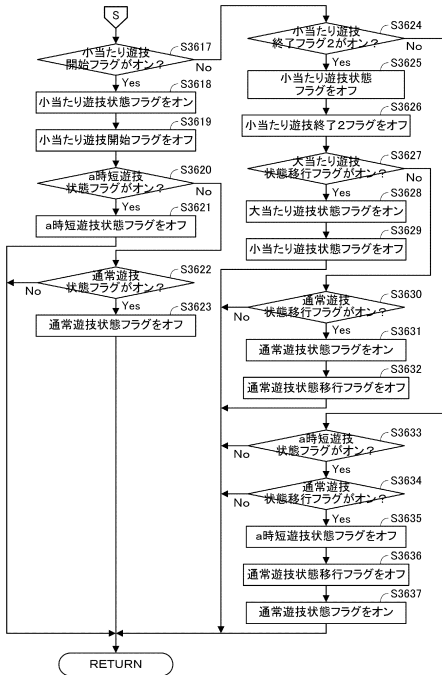 S
小当たり遊技
開始フラグがオン？
S3617
No
Yes
S3618
小当たり遊技状態フラグをオン
S3619
小当たり遊技開始フラグをオフ
S3620
a時短遊技
状態フラグがオン？
No
Yes
S3621
a時短遊技状態フラグをオフ
S3622
通常遊技
状態フラグがオン？
No
Yes
S3623
通常遊技状態フラグをオフ
S3624
小当たり遊技
終了フラグ2がオン？
No
Yes
S3625
小当たり遊技状態
フラグをオフ
S3626
小当たり遊技終了2フラグをオフ
S3627
大当たり遊技
状態移行フラグがオン？
No
Yes
S3628
大当たり遊技状態フラグをオン
S3629
小当たり遊技状態フラグをオフ
S3630
通常遊技
状態移行フラグがオン？
No
Yes
S3631
通常遊技状態フラグをオン
S3632
通常遊技状態移行フラグをオフ
S3633
a時短遊技
状態フラグがオン？
No
Yes
S3634
通常遊技
状態移行フラグがオン？
No
Yes
S3635
a時短遊技状態フラグをオフ
S3636
通常遊技状態移行フラグをオフ
S3637
通常遊技状態フラグをオン
RETURN